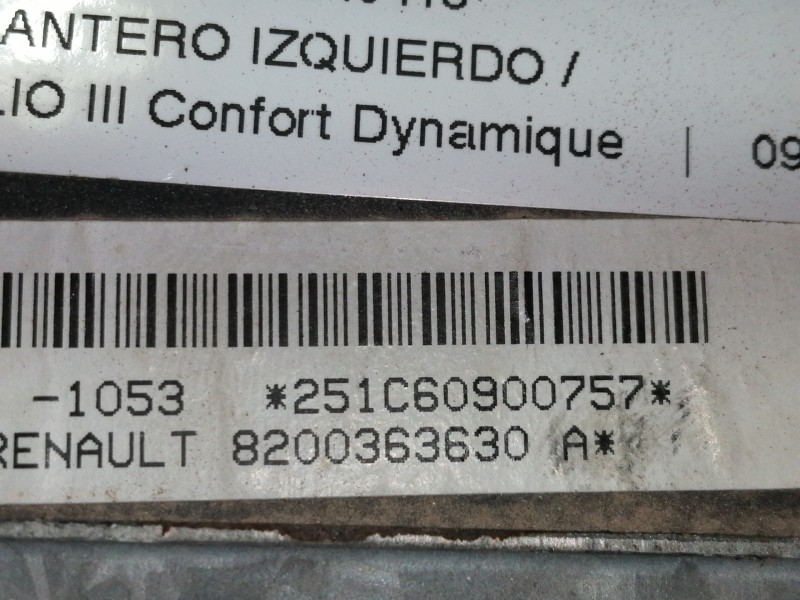 ANTERO IZQUIERDO /
LIO III Confort Dynamique | 09
-1053 *251C60900757*
RENAULT 8200363630 A*